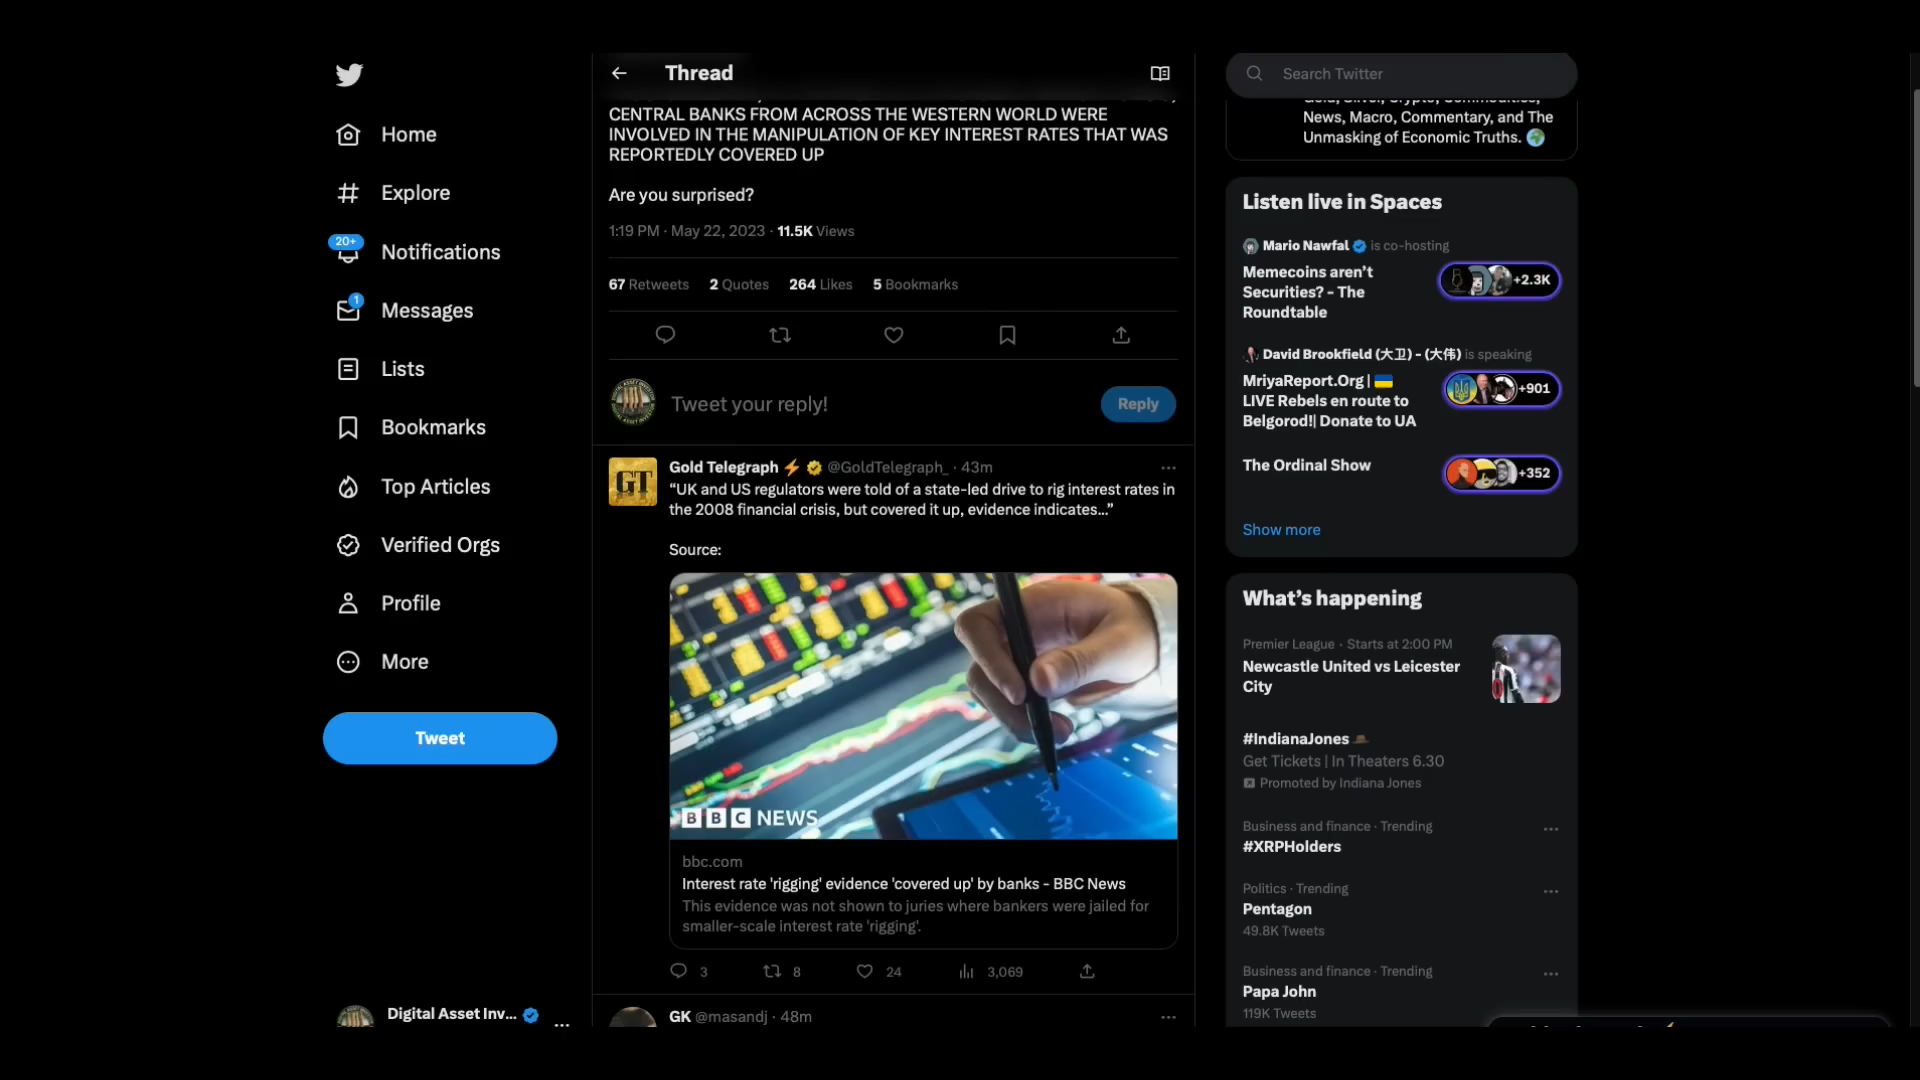 Home
Explore
20+
Notifications
1
Messages
Lists
Bookmarks
Top Articles
Verified Orgs
Profile
More
Tweet
Digital Asset Inv...
Thread
CENTRAL BANKS FROM ACROSS THE WESTERN WORLD WERE
INVOLVED IN THE MANIPULATION OF KEY INTEREST RATES THAT WAS
REPORTEDLY COVERED UP
Are you surprised?
1:19 PM · May 22, 2023 · 11.5K Views
67 Retweets 2 Quotes 264 Likes 5 Bookmarks
Tweet your reply!
Reply
GT
Gold Telegraph ⚡ @GoldTelegraph_ · 43m
“UK and US regulators were told of a state-led drive to rig interest rates in
the 2008 financial crisis, but covered it up, evidence indicates...”
Source:
BBC NEWS
bbc.com
Interest rate 'rigging' evidence 'covered up' by banks - BBC News
This evidence was not shown to juries where bankers were jailed for
smaller-scale interest rate 'rigging'.
3 8 24 3,069
GK @masandj · 48m
Search Twitter
Gold, Silver, Crypto, Commodities,
News, Macro, Commentary, and The
Unmasking of Economic Truths. 🌍
Listen live in Spaces
Mario Nawfal is co-hosting
Memecoins aren’t
Securities? - The
Roundtable
+2.3K
David Brookfield (大卫) - (大伟) is speaking
MriyaReport.Org | 🇺🇦
LIVE Rebels en route to
Belgorod!| Donate to UA
+901
The Ordinal Show
+352
Show more
What’s happening
Premier League · Starts at 2:00 PM
Newcastle United vs Leicester
City
#IndianaJones
Get Tickets | In Theaters 6.30
Promoted by Indiana Jones
Business and finance · Trending
#XRPHolders
Politics · Trending
Pentagon
49.8K Tweets
Business and finance · Trending
Papa John
119K Tweets